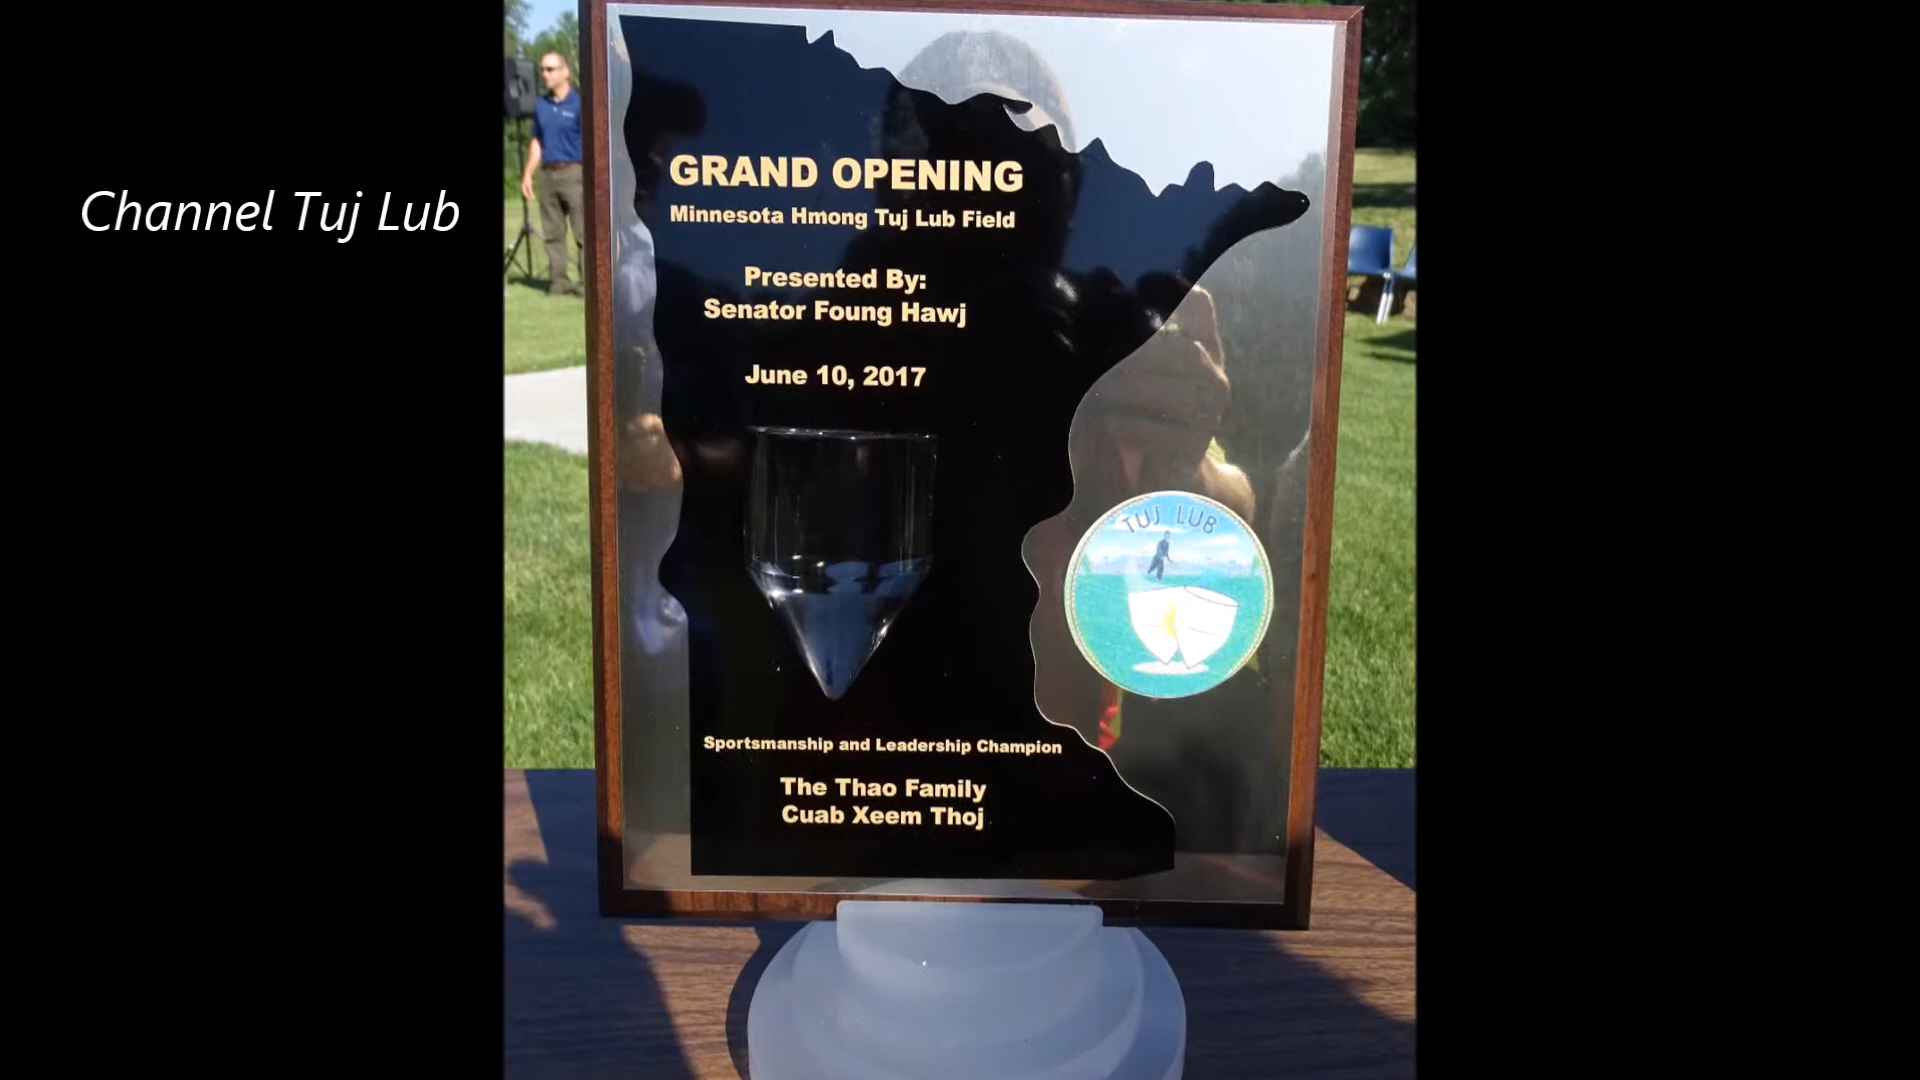 Channel Tuj Lub
GRAND OPENING
Minnesota Hmong Tuj Lub Field
Presented By:
Senator Foung Hawj
June 10, 2017
TUJ LUB
Sportsmanship and Leadership Champion
The Thao Family
Cuab Xeem Thoj